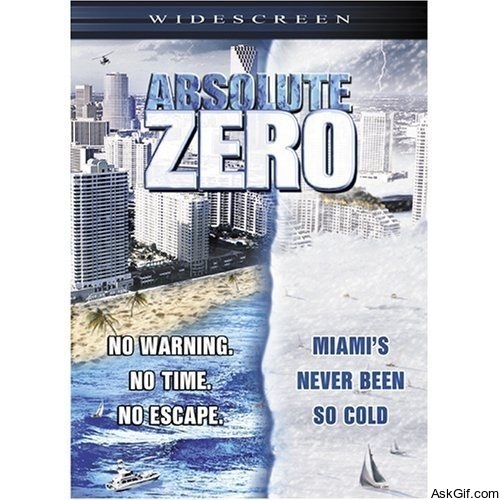 WIDESCREEN
ABSOLUTE
ZERO
NO WARNING.
NO TIME.
NO ESCAPE.
MIAMI'S
NEVER BEEN
SO COLD
AskGif.com